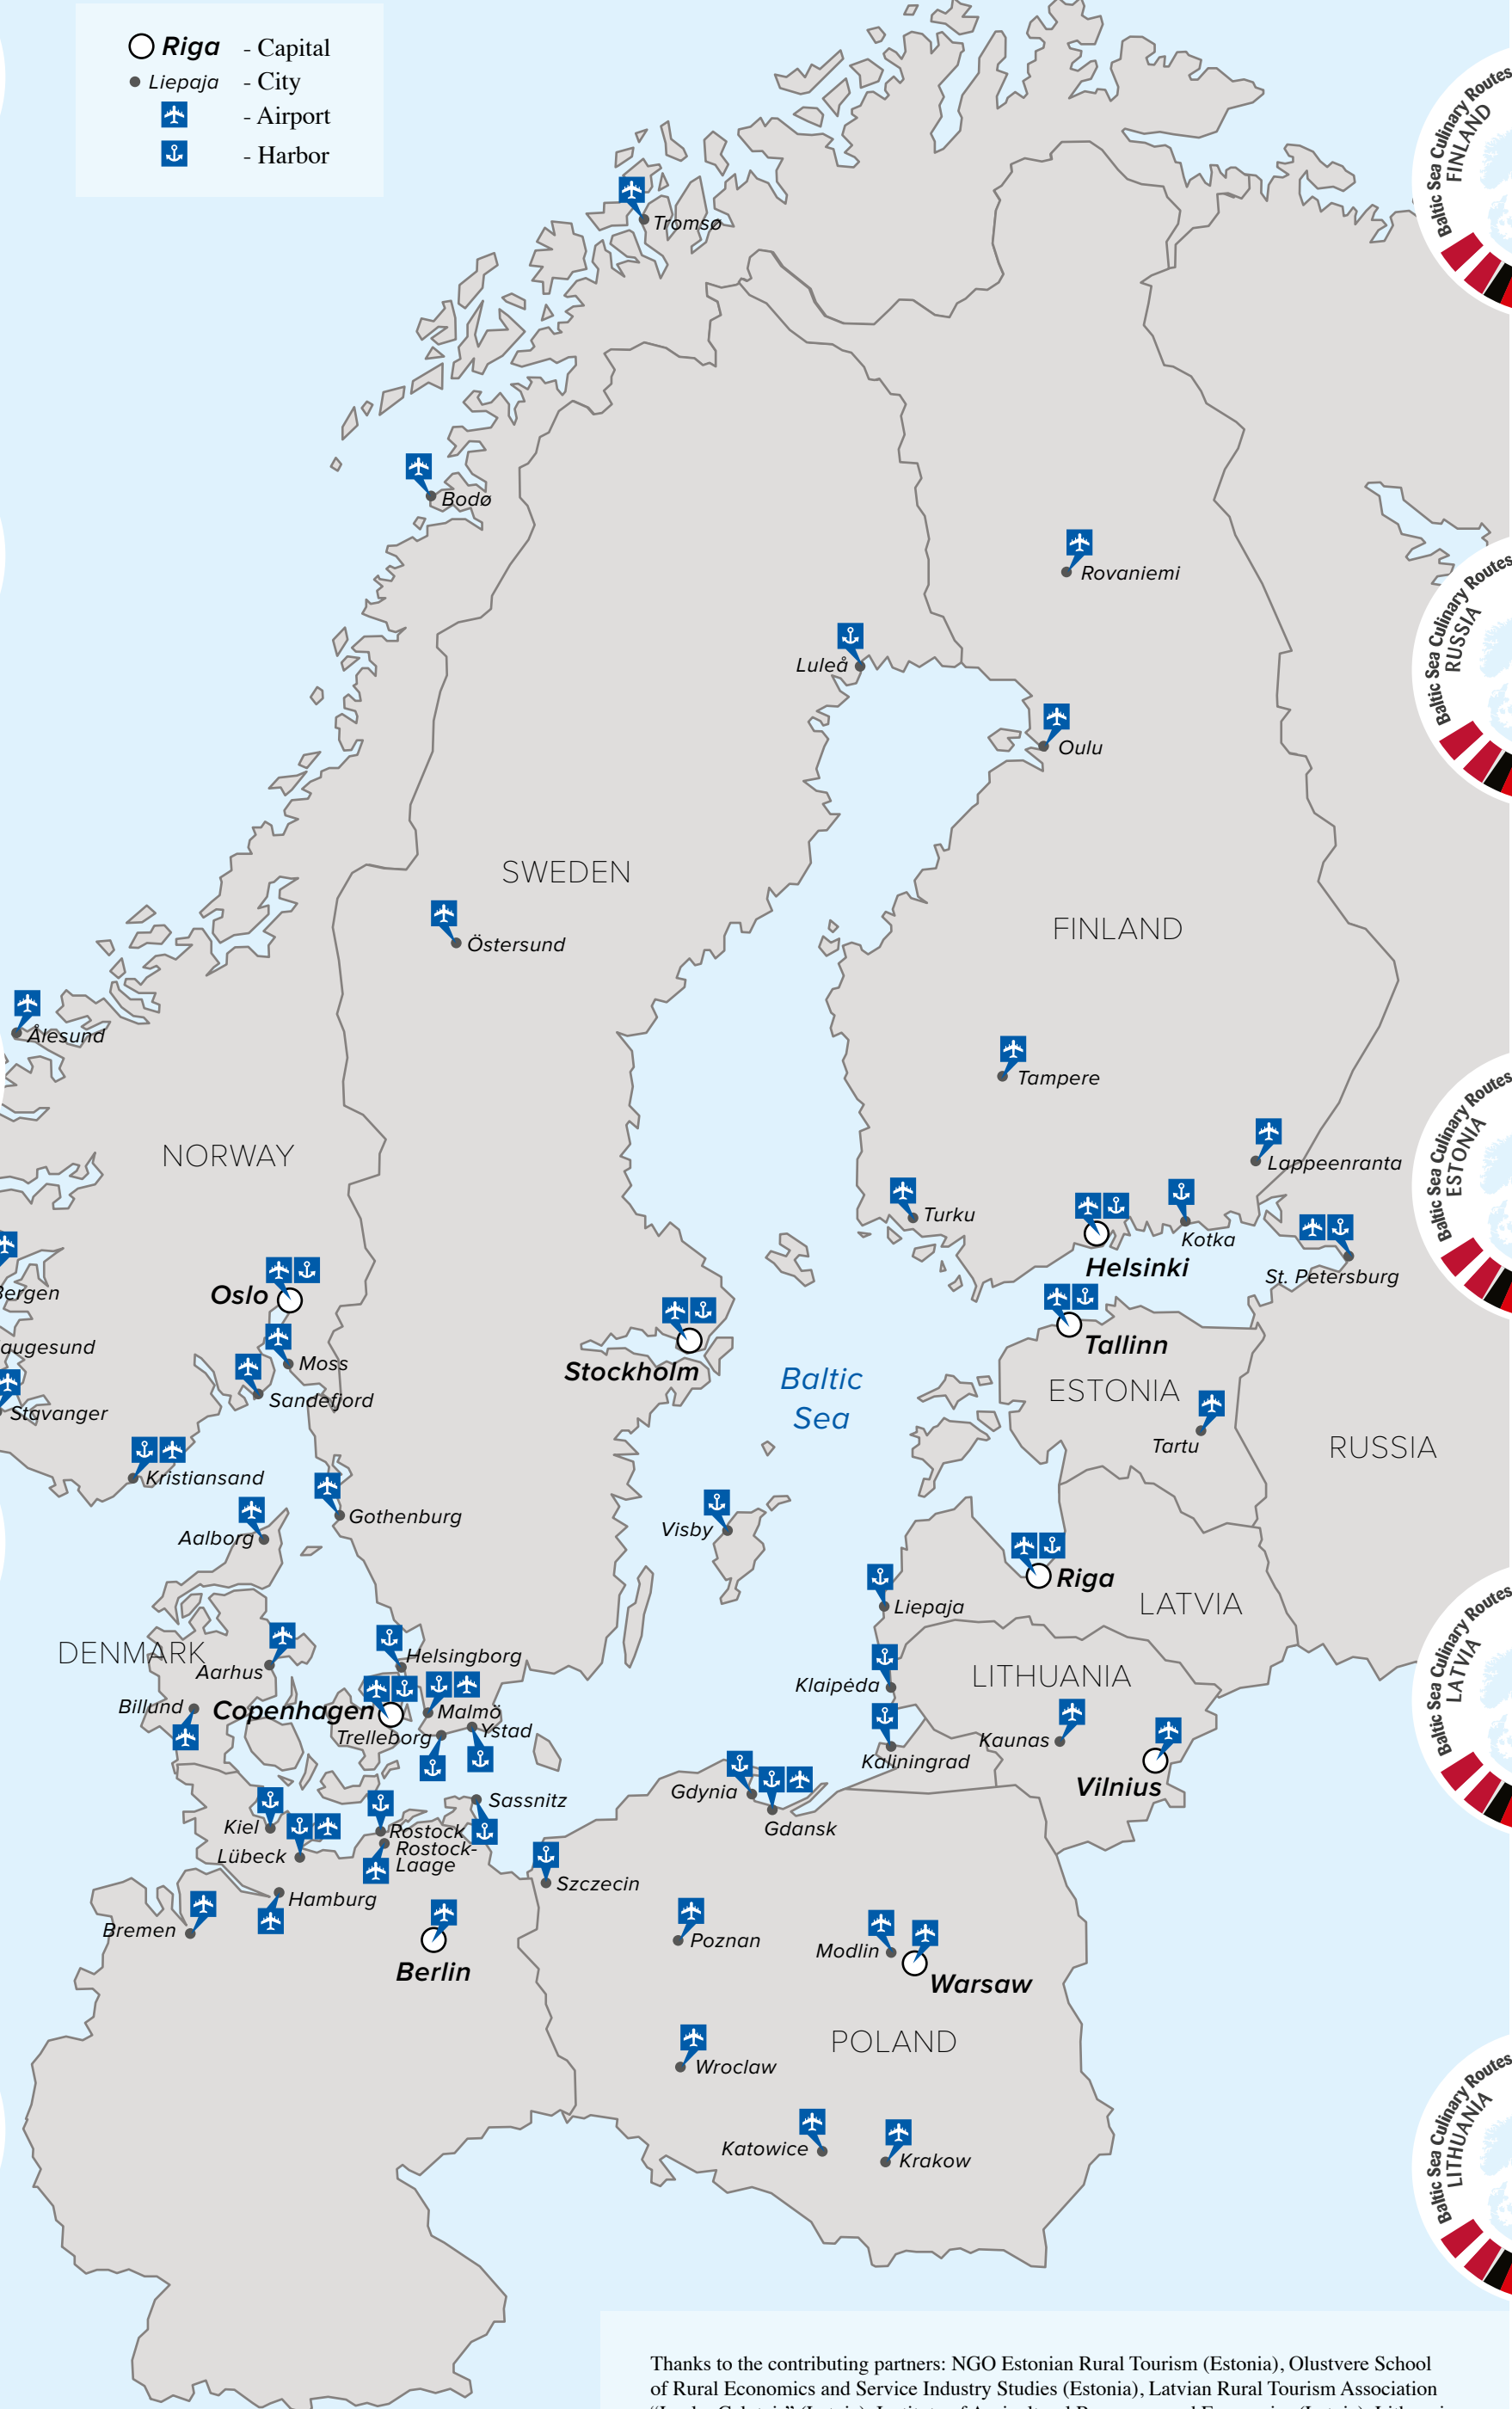 Riga - Capital
Liepaja - City
- Airport
- Harbor
Baltic Sea Culinary Routes
FINLAND
Tromsø
Bodø
Rovaniemi
Baltic Sea Culinary Routes
RUSSIA
Luleå
Oulu
SWEDEN
FINLAND
Östersund
Ålesund
Tampere
Baltic Sea Culinary Routes
ESTONIA
NORWAY
Lappeenranta
Turku
Kotka
Helsinki
St. Petersburg
ergen
Oslo
augesund
Tallinn
Moss
Stockholm
Baltic
Sea
ESTONIA
Sandefjord
Stavanger
Tartu
RUSSIA
Kristiansand
Gothenburg
Visby
Aalborg
Riga
LATVIA
Liepaja
Baltic Sea Culinary Routes
LATVIA
DENMARK
Helsingborg
Aarhus
LITHUANIA
Klaipėda
Billund
Copenhagen
Malmö
Trelleborg
Ystad
Kaunas
Kaliningrad
Vilnius
Gdynia
Sassnitz
Kiel
Rostock
Gdansk
Rostock-
Laage
Lübeck
Szczecin
Hamburg
Bremen
Poznan
Modlin
Berlin
Warsaw
POLAND
Wroclaw
Baltic Sea Culinary Routes
LITHUANIA
Katowice
Krakow
Thanks to the contributing partners: NGO Estonian Rural Tourism (Estonia), Olustvere School
of Rural Economics and Service Industry Studies (Estonia), Latvian Rural Tourism Association